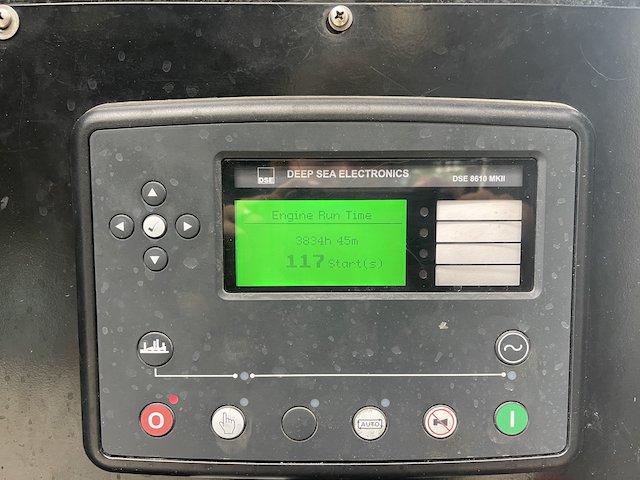 DSE DEEP SEA ELECTRONICS
DSE 8610 MKII
Engine Run Time
3834h 45m
117 Start(s)
O
AUTO
I